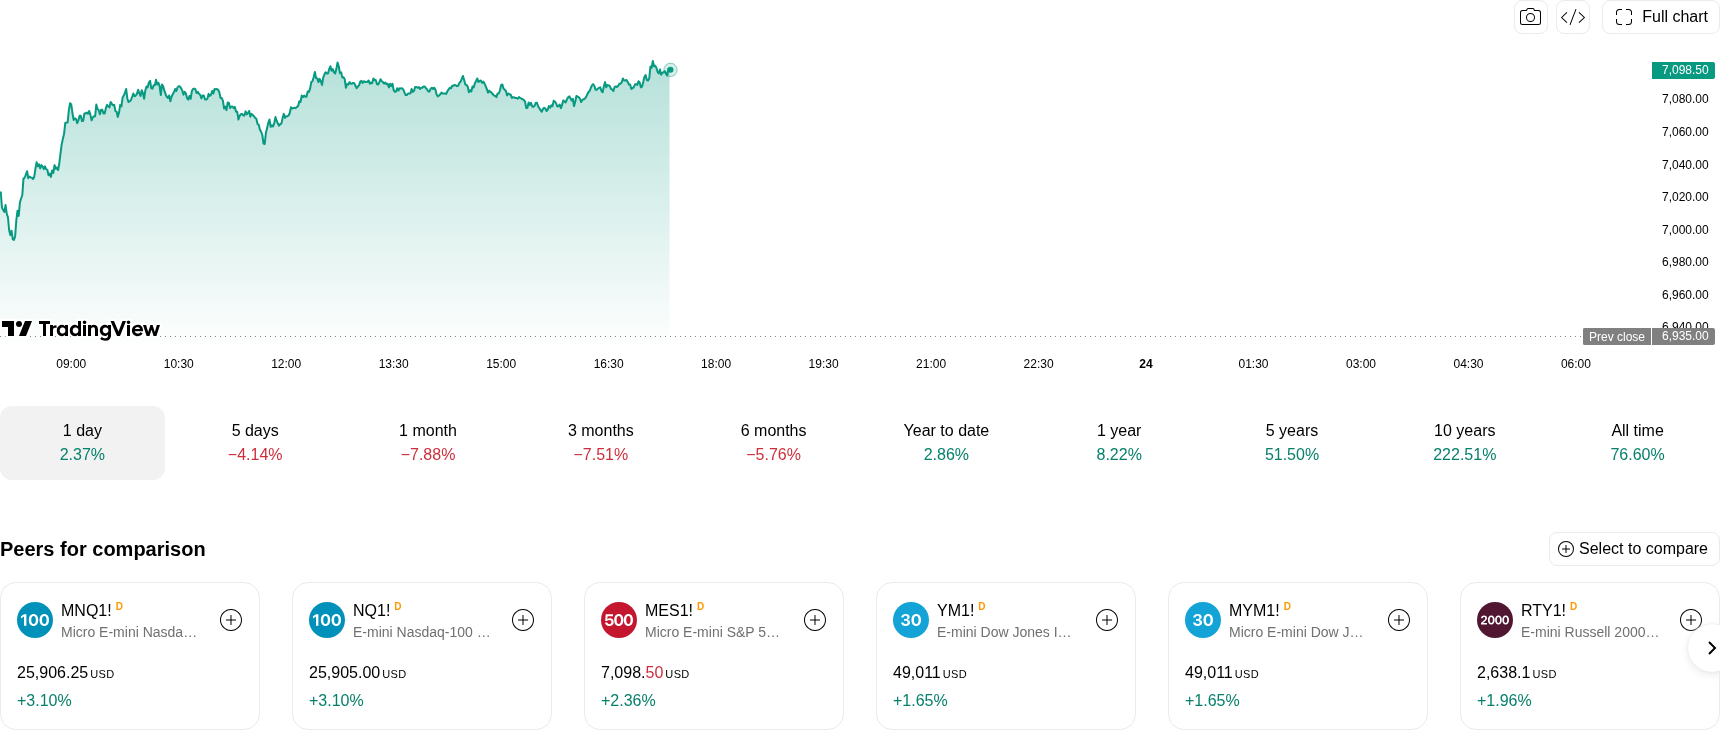 Full chart
7,098.50
7,080.00
7,060.00
7,040.00
7,020.00
7,000.00
6,980.00
6,960.00
6,940.00
TradingView
Prev close 6,935.00
09:00 10:30 12:00 13:30 15:00 16:30 18:00 19:30 21:00 22:30 24 01:30 03:00 04:30 06:00
1 day 5 days 1 month 3 months 6 months Year to date 1 year 5 years 10 years All time
2.37% −4.14% −7.88% −7.51% −5.76% 2.86% 8.22% 51.50% 222.51% 76.60%
Peers for comparison
Select to compare
100 MNQ1! D
Micro E-mini Nasda…
25,906.25 USD
+3.10%
100 NQ1! D
E-mini Nasdaq-100 …
25,905.00 USD
+3.10%
500 MES1! D
Micro E-mini S&P 5…
7,098.50 USD
+2.36%
30 YM1! D
E-mini Dow Jones I…
49,011 USD
+1.65%
30 MYM1! D
Micro E-mini Dow J…
49,011 USD
+1.65%
2000 RTY1! D
E-mini Russell 2000…
2,638.1 USD
+1.96%